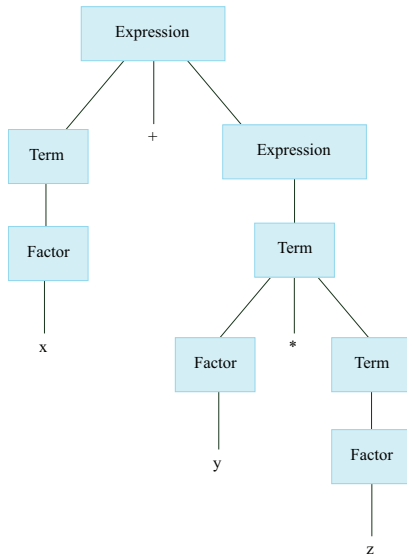 Expression
Term
+
Expression
Factor
Term
x
Factor
*
Term
y
Factor
z